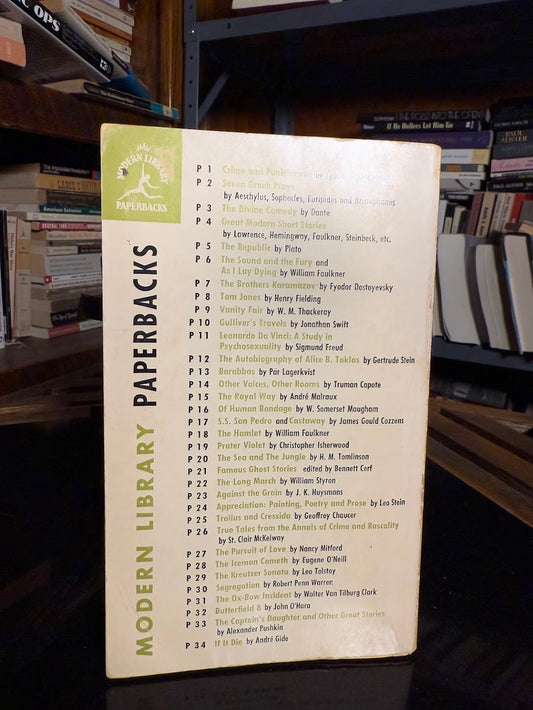 MODERN LIBRARY
PAPERBACKS
MODERN LIBRARY PAPERBACKS
P 1 Crime and Punishment by
P 2 Seven Greek Plays
by Aeschylus, Sophocles, Euripides and Aristophanes
P 3 The Divine Comedy by Dante
P 4 Great Modern Short Stories
by Lawrence, Hemingway, Faulkner, Steinbeck, etc.
P 5 The Republic by Plato
P 6 The Sound and the Fury and
As I Lay Dying by William Faulkner
P 7 The Brothers Karamazov by Fyodor Dostoyevsky
P 8 Tom Jones by Henry Fielding
P 9 Vanity Fair by W. M. Thackeray
P 10 Gulliver's Travels by Jonathan Swift
P 11 Leonardo Da Vinci: A Study in
Psychosexuality by Sigmund Freud
P 12 The Autobiography of Alice B. Toklas by Gertrude Stein
P 13 Barabbas by Pär Lagerkvist
P 14 Other Voices, Other Rooms by Truman Capote
P 15 The Royal Way by André Malraux
P 16 Of Human Bondage by W. Somerset Maugham
P 17 S.S. San Pedro and Castaway by James Gould Cozzens
P 18 The Hamlet by William Faulkner
P 19 Prater Violet by Christopher Isherwood
P 20 The Sea and The Jungle by H. M. Tomlinson
P 21 Famous Ghost Stories edited by Bennett Cerf
P 22 The Long March by William Styron
P 23 Against the Grain by J. K. Huysmans
P 24 Appreciation: Painting, Poetry and Prose by Leo Stein
P 25 Troilus and Cressida by Geoffrey Chaucer
P 26 True Tales from the Annals of Crime and Rascality
by St. Clair McKelway
P 27 The Pursuit of Love by Nancy Mitford
P 28 The Iceman Cometh by Eugene O'Neill
P 29 The Kreutzer Sonata by Leo Tolstoy
P 30 Segregation by Robert Penn Warren
P 31 The Ox-Bow Incident by Walter Van Tilburg Clark
P 32 Butterfield 8 by John O'Hara
P 33 The Captain's Daughter and Other Great Stories
by Alexander Pushkin
P 34 If It Die by André Gide
OPS
If He Hollers Let Him Go
PAUL
AUSTER